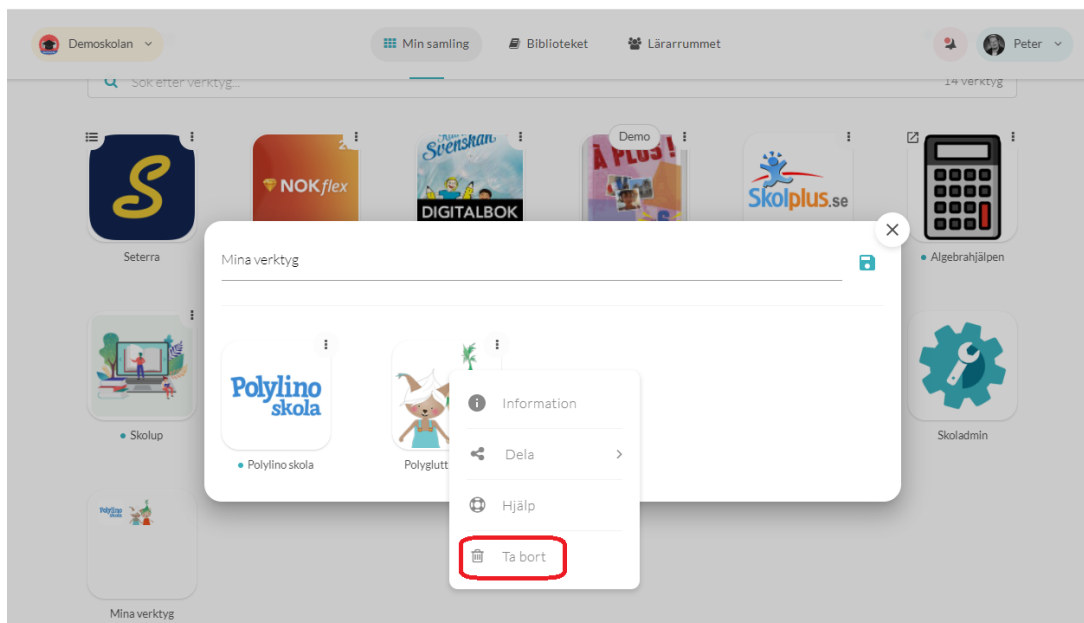 Demoskolan
Min samling
Biblioteket
Lärarrummet
Peter
Sök efter verktyg...
14 verktyg
Demo
S
NOKflex
Svenskan
DIGITALBOK
À PLUS !
Skolplus.se
Seterra
Algebrahjälpen
Mina verktyg
Polylino
skola
Information
Dela
Hjälp
Ta bort
Polylino skola
Polyglutt
Skolup
Skoladmin
Polylino
skola
Mina verktyg